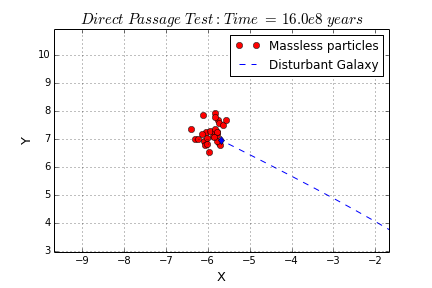 Direct Passage Test: Time = 16.0e8 years
Massless particles
Disturbant Galaxy
Y
10
9
8
7
6
5
4
3
−9 −8 −7 −6 −5 −4 −3 −2
X